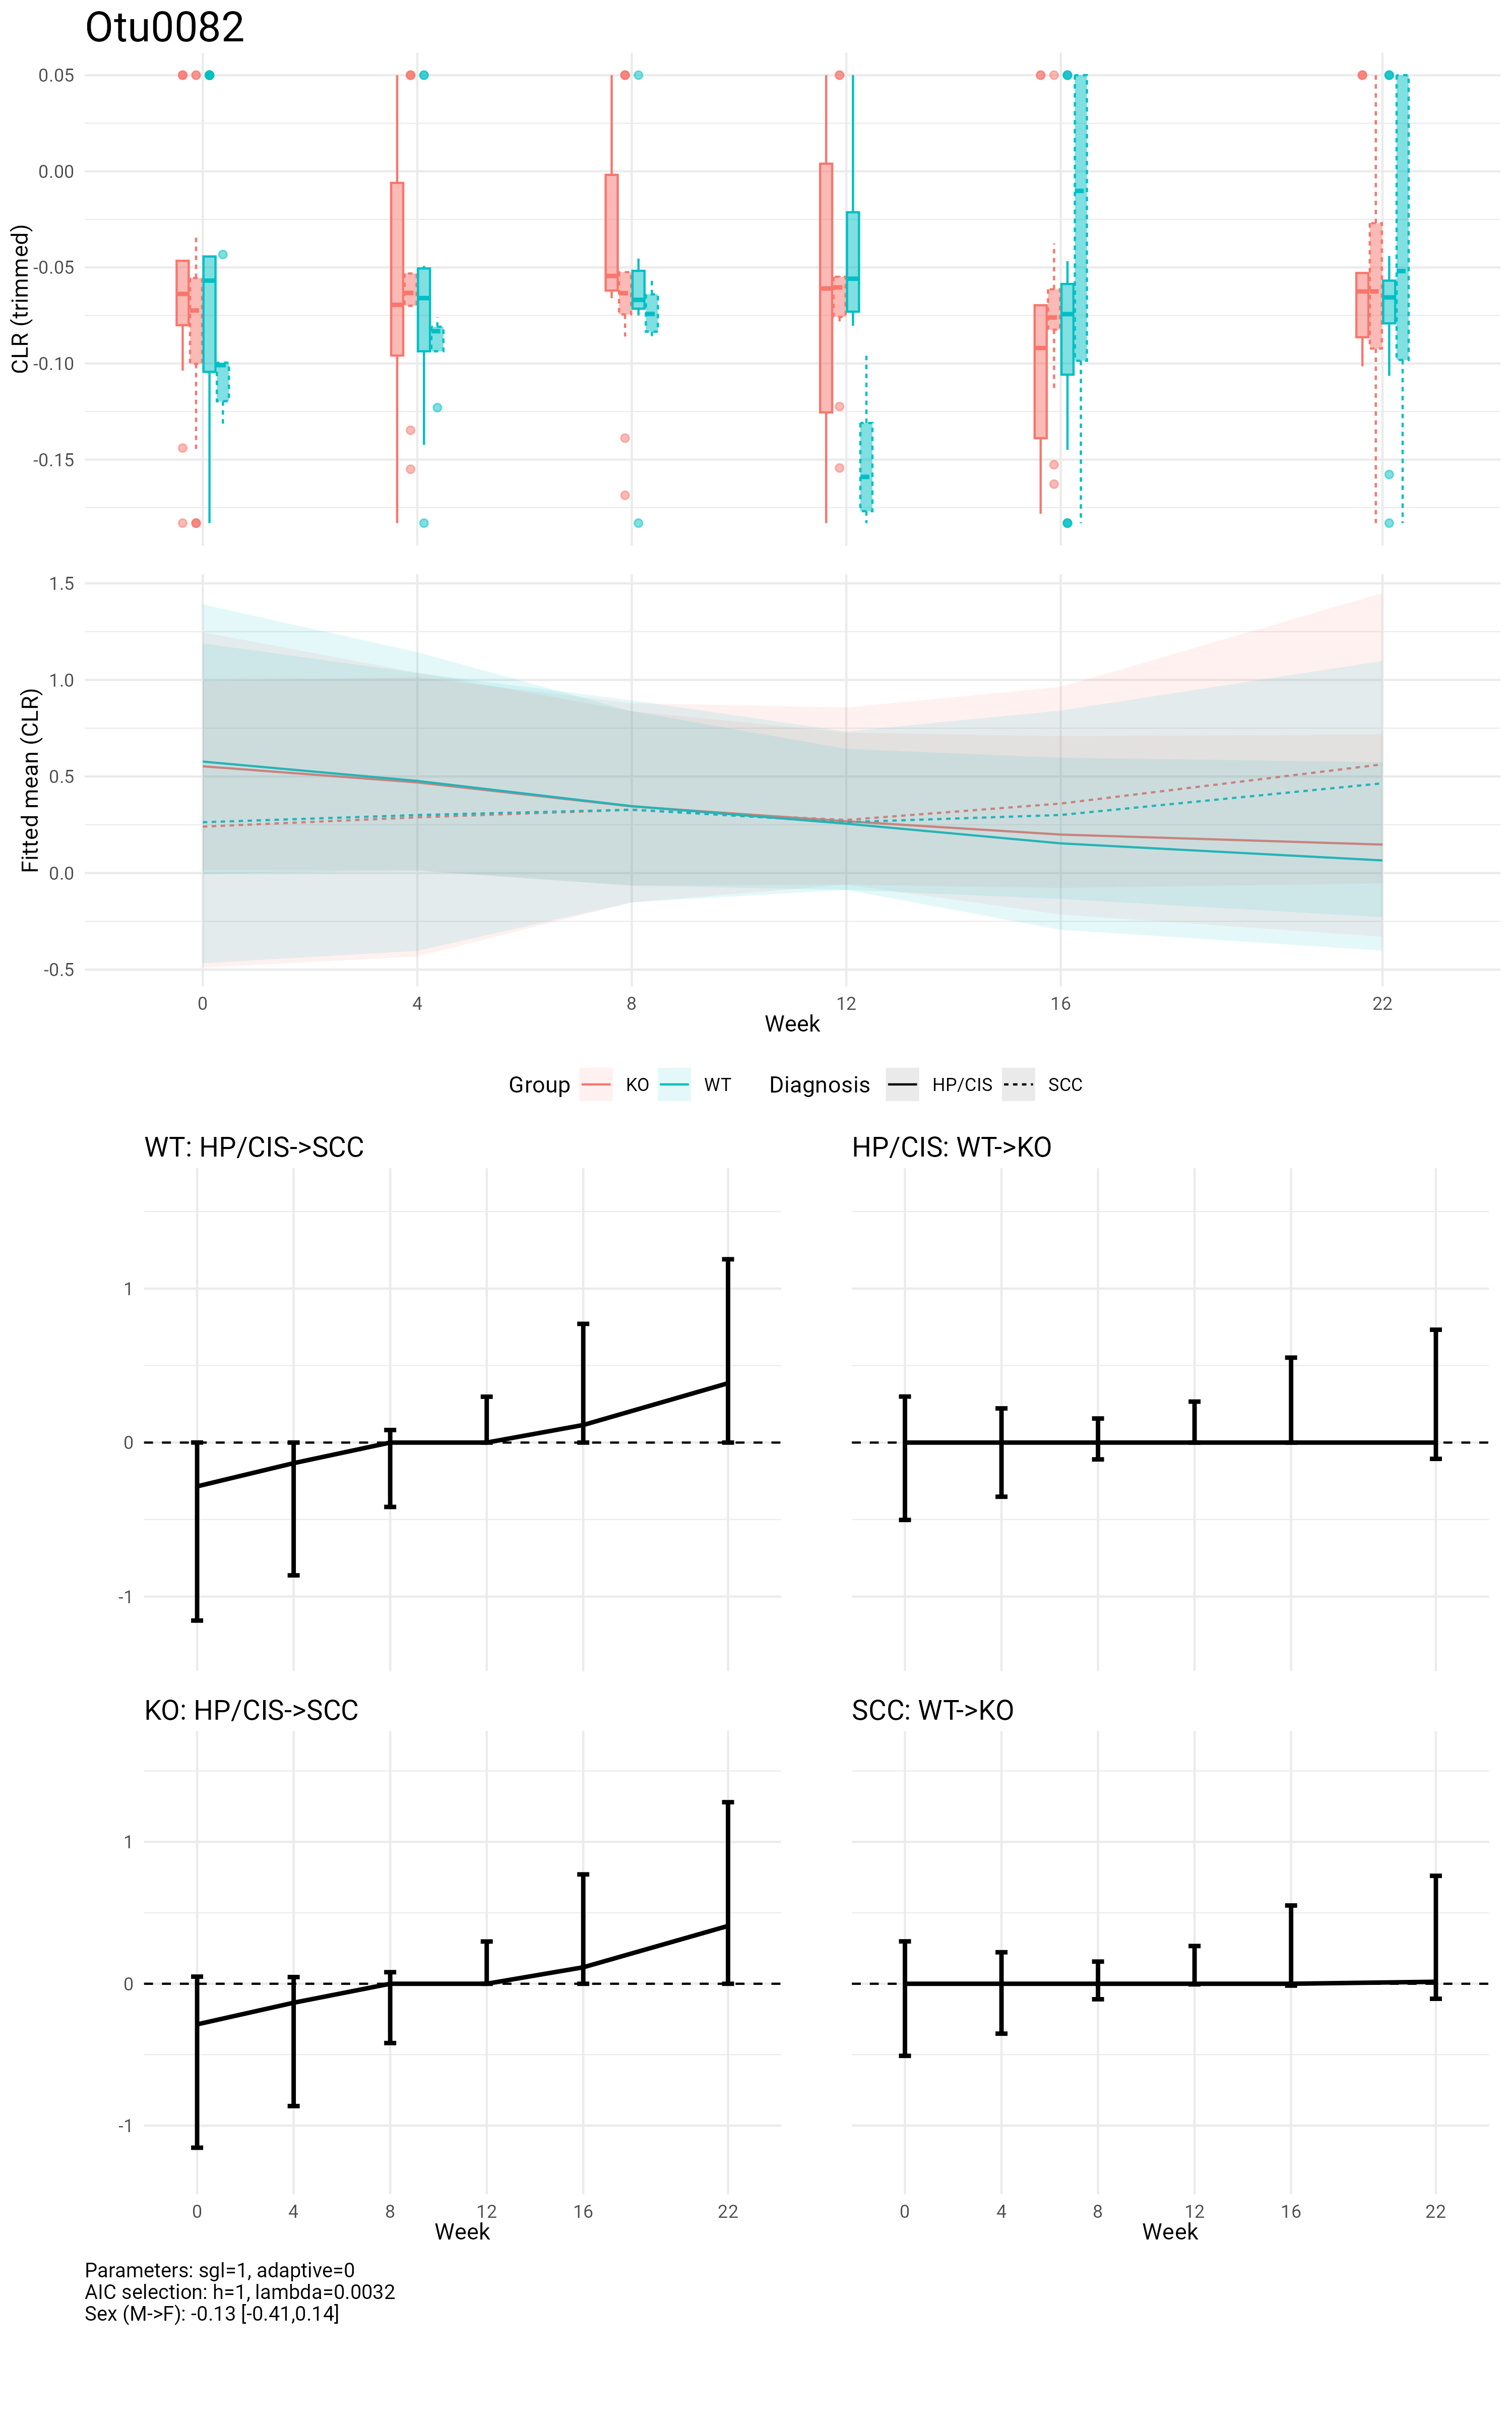 Otu0082
CLR (trimmed)
0.05
0.00
-0.05
-0.10
-0.15
Fitted mean (CLR)
1.5
1.0
0.5
0.0
-0.5
0 4 8 12 16 22
Week
Group KO WT Diagnosis HP/CIS SCC
WT: HP/CIS->SCC
1
0
-1
HP/CIS: WT->KO
KO: HP/CIS->SCC
1
0
-1
0 4 8 12 16 22
Week
SCC: WT->KO
0 4 8 12 16 22
Week
Parameters: sgl=1, adaptive=0
AIC selection: h=1, lambda=0.0032
Sex (M->F): -0.13 [-0.41,0.14]